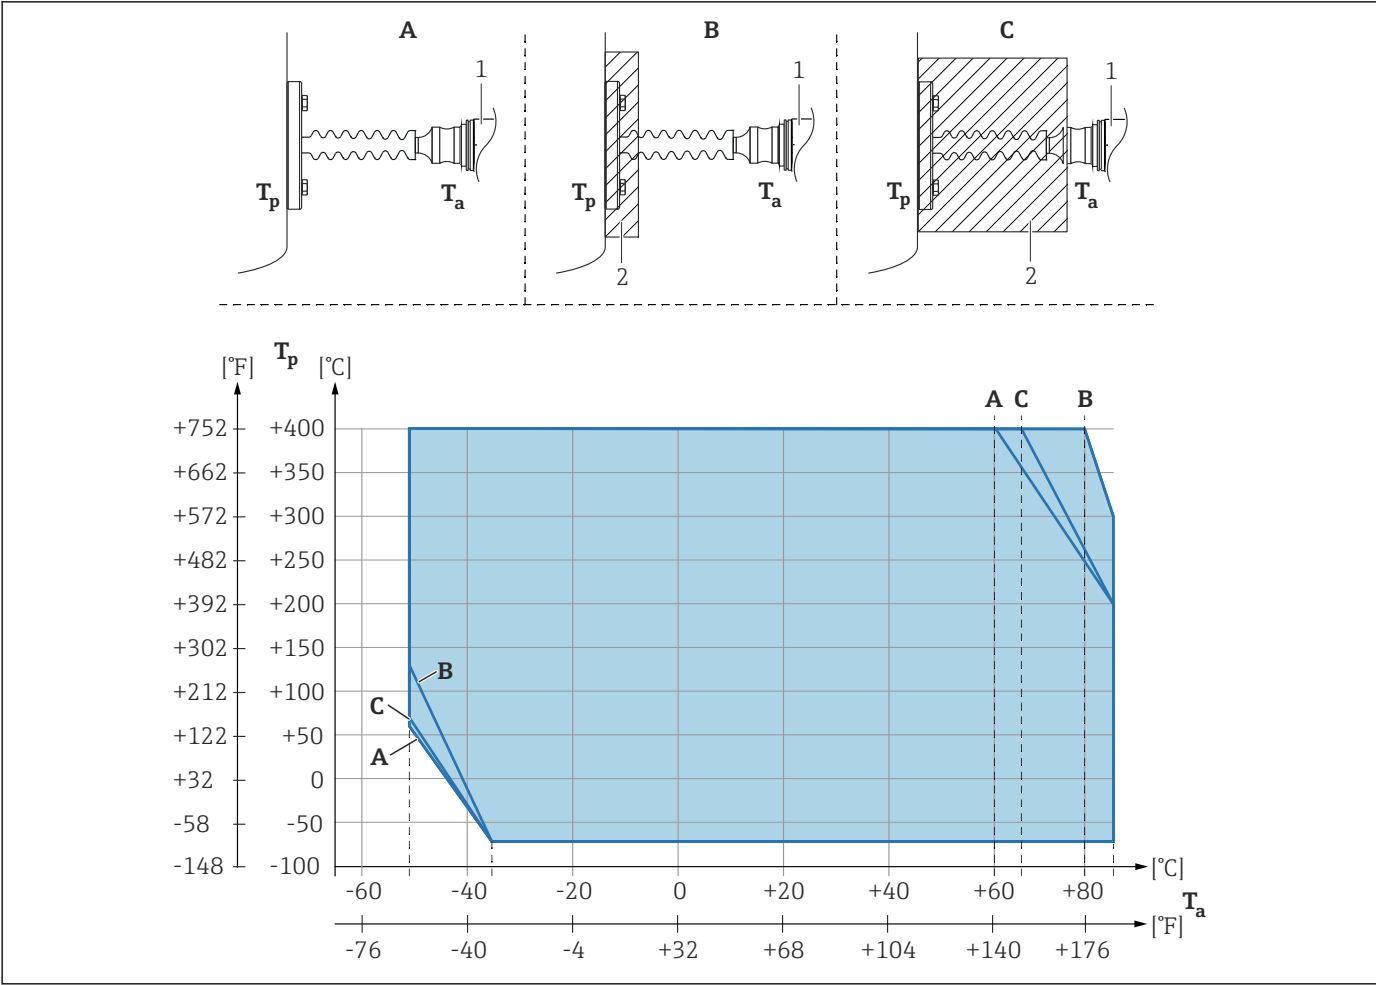 A B C
1 1 1
Tp Ta Tp Ta Tp Ta
2 2
[°F] Tp [°C]
A C B
+752 +400
+662 +350
+572 +300
+482 +250
+392 +200
+302 +150
B
+212 +100
C
+122 +50
A
+32 0
-58 -50
-148 -100
[°C]
-60 -40 -20 0 +20 +40 +60 +80
Ta
[°F]
-76 -40 -4 +32 +68 +104 +140 +176